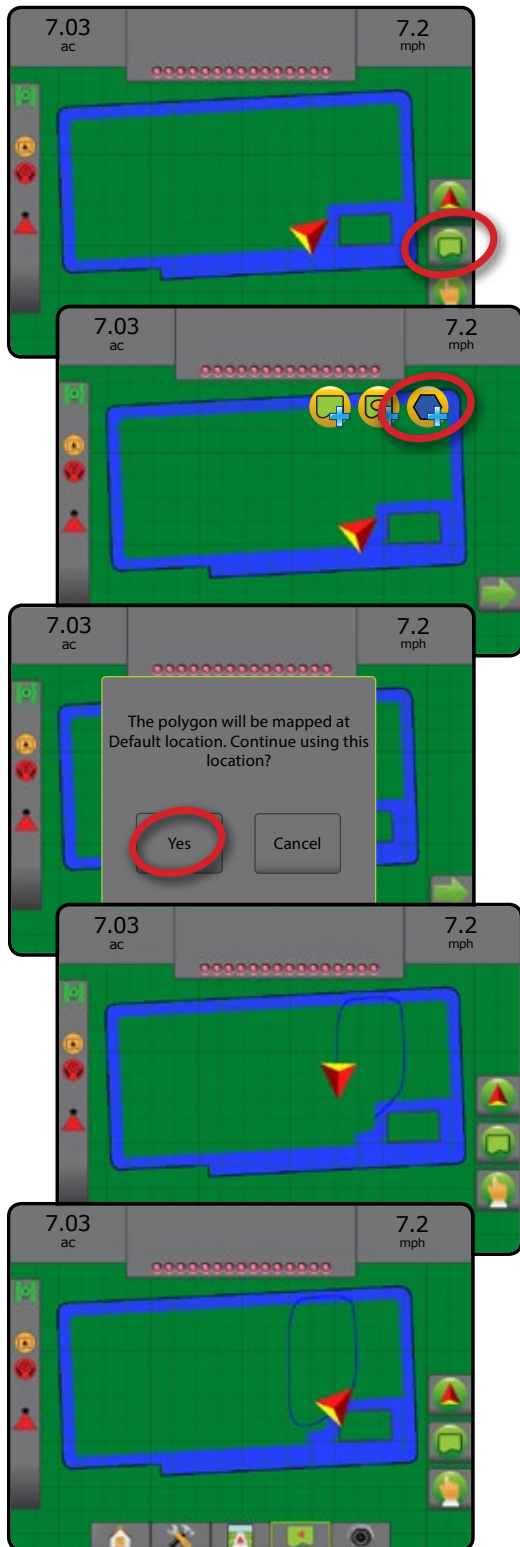 7.03
ac
7.2
mph
7.03
ac
7.2
mph
7.03
ac
7.2
mph
The polygon will be mapped at
Default location. Continue using this
location?
Yes
Cancel
7.03
ac
7.2
mph
7.03
ac
7.2
mph